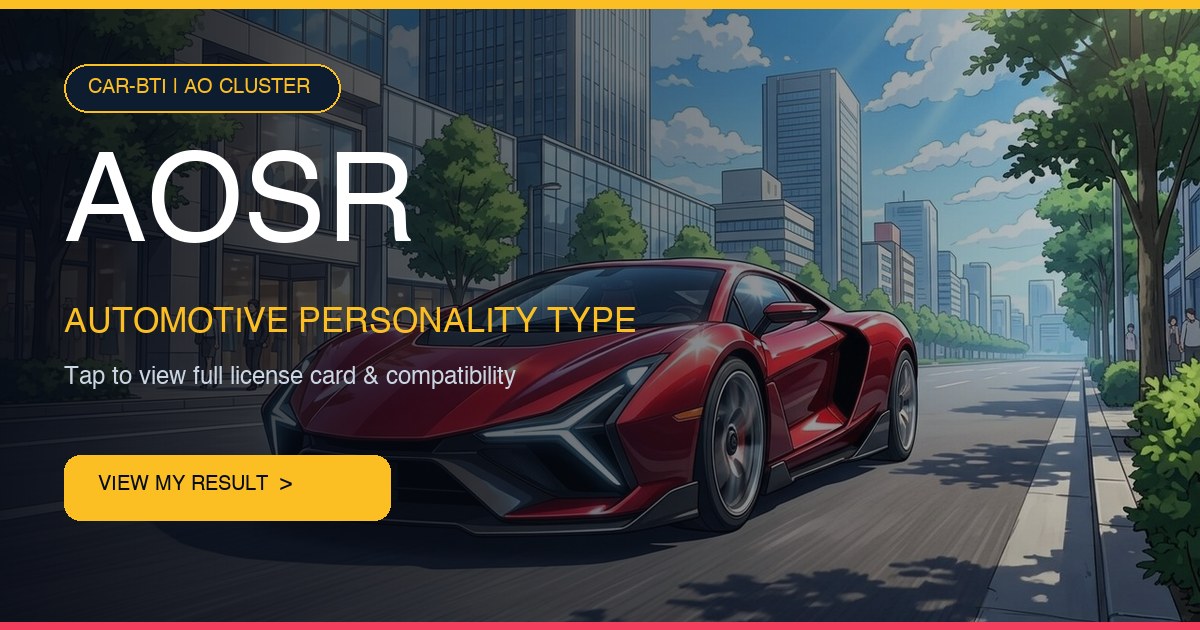 CAR-BTI | AO CLUSTER
AOSR
AUTOMOTIVE PERSONALITY TYPE
Tap to view full license card & compatibility
VIEW MY RESULT >